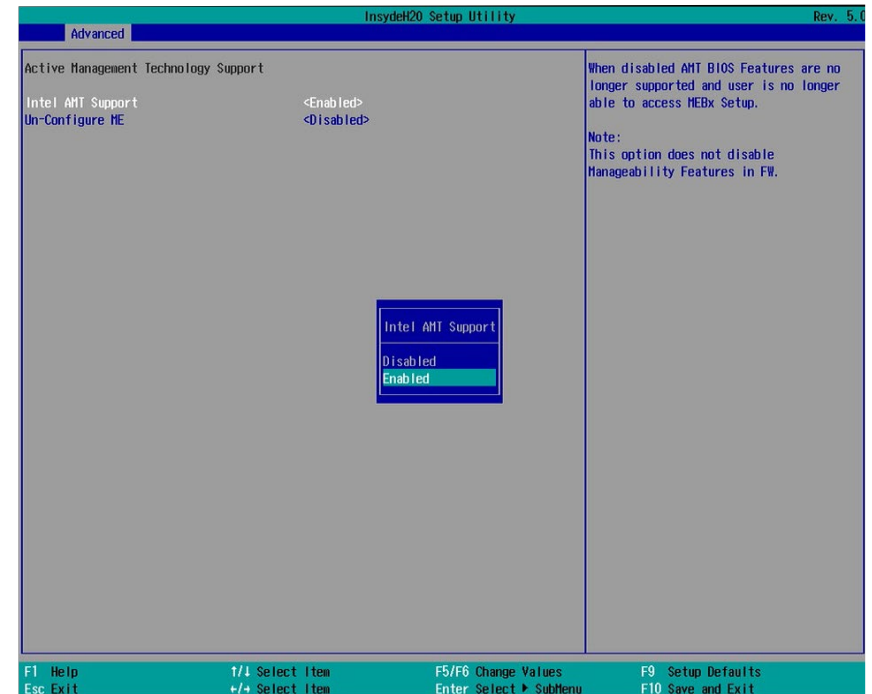 InsydeH20 Setup Utility Rev. 5.0
Advanced
Active Management Technology Support
Intel AMT Support <Enabled>
Un-Configure ME <Disabled>
When disabled AMT BIOS Features are no
longer supported and user is no longer
able to access MEBx Setup.
Note:
This option does not disable
Manageability Features in FW.
Intel AMT Support
Disabled
Enabled
F1 Help ↑/↓ Select Item F5/F6 Change Values F9 Setup Defaults
Esc Exit ←/→ Select Item Enter Select ▶ SubMenu F10 Save and Exit